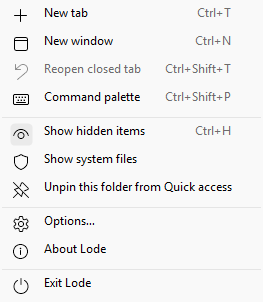 New tab Ctrl+T
New window Ctrl+N
Reopen closed tab Ctrl+Shift+T
Command palette Ctrl+Shift+P
Show hidden items Ctrl+H
Show system files
Unpin this folder from Quick access
Options...
About Lode
Exit Lode